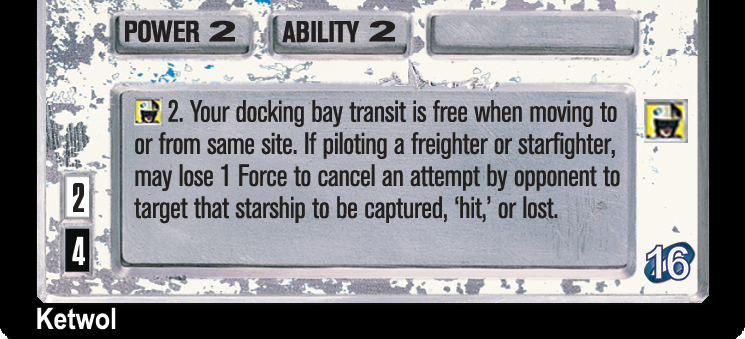 POWER 2 ABILITY 2
2. Your docking bay transit is free when moving to
or from same site. If piloting a freighter or starfighter,
may lose 1 Force to cancel an attempt by opponent to
target that starship to be captured, ‘hit,’ or lost.
2
4
16
Ketwol